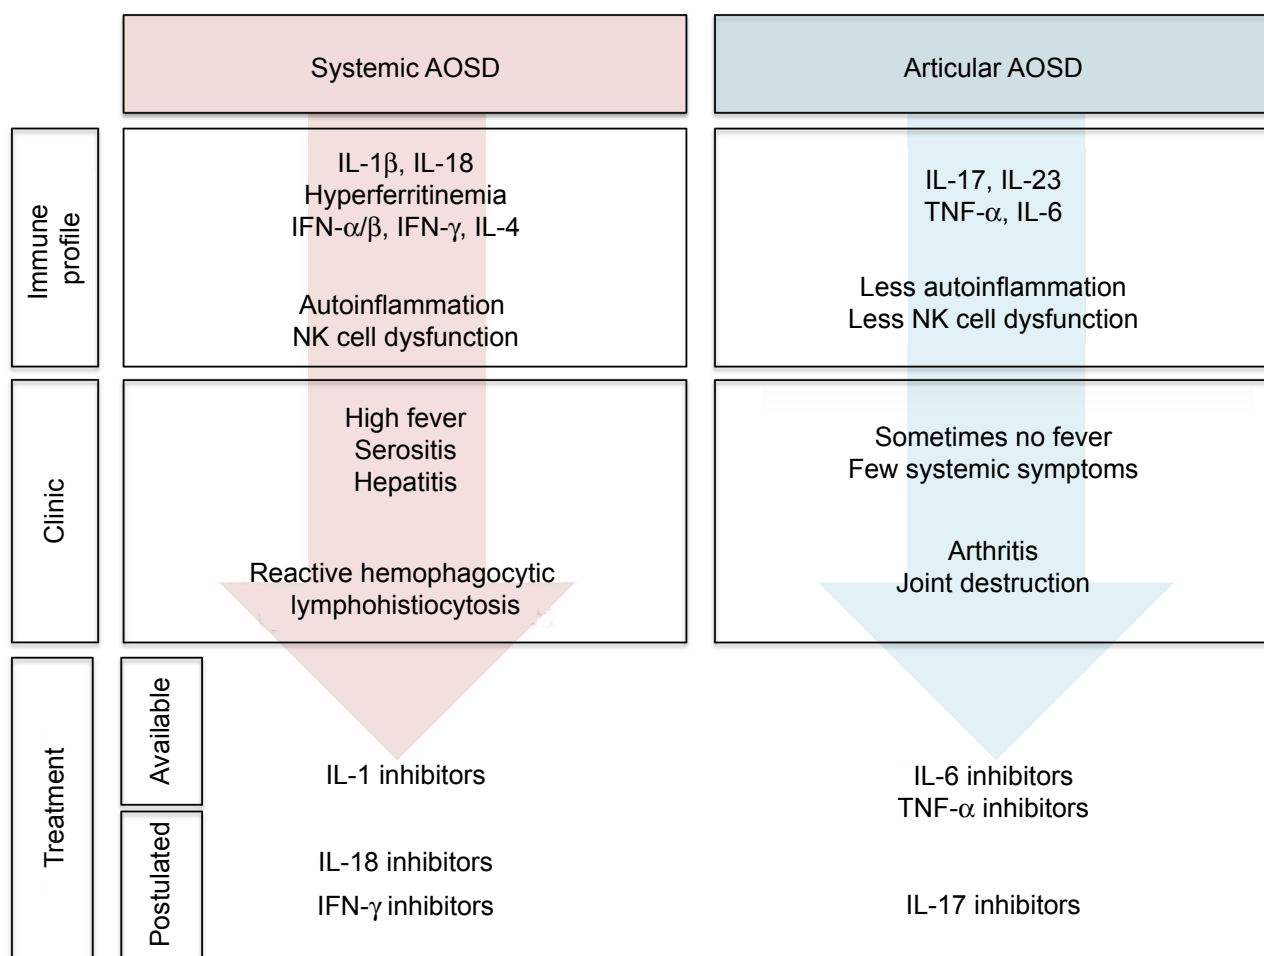 Systemic AOSD
Articular AOSD
Immune
profile
IL-1β, IL-18
Hyperferritinemia
IFN-α/β, IFN-γ, IL-4
Autoinflammation
NK cell dysfunction
IL-17, IL-23
TNF-α, IL-6
Less autoinflammation
Less NK cell dysfunction
Clinic
High fever
Serositis
Hepatitis
Reactive hemophagocytic
lymphohistiocytosis
Sometimes no fever
Few systemic symptoms
Arthritis
Joint destruction
Treatment
Available
IL-1 inhibitors
IL-6 inhibitors
TNF-α inhibitors
Postulated
IL-18 inhibitors
IFN-γ inhibitors
IL-17 inhibitors